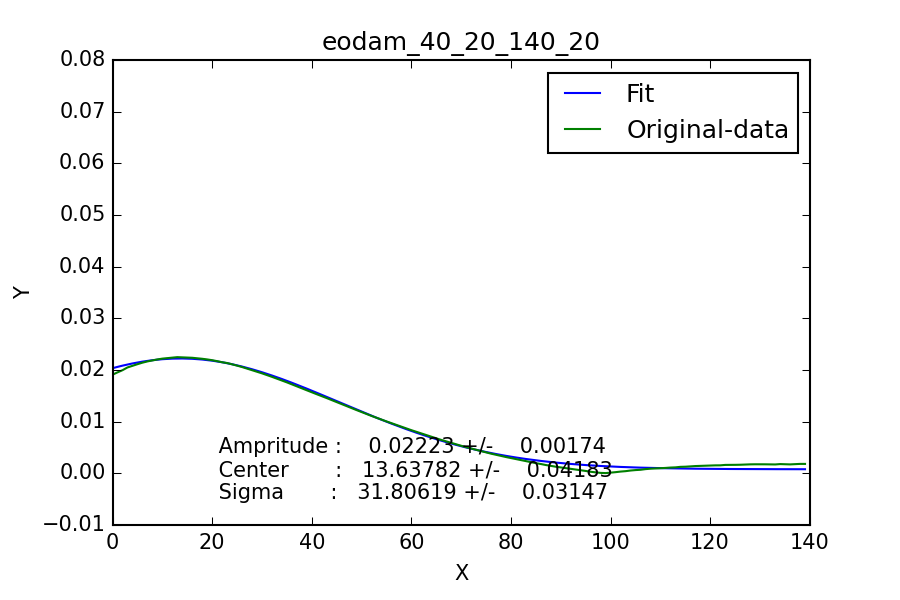 eodam_40_20_140_20
0.08
0.07
0.06
0.05
0.04
0.03
0.02
0.01
0.00
−0.01
Y
Fit
Original-data
Ampritude : 0.02223 +/- 0.00174
Center : 13.63782 +/- 0.04183
Sigma : 31.80619 +/- 0.03147
0 20 40 60 80 100 120 140
X